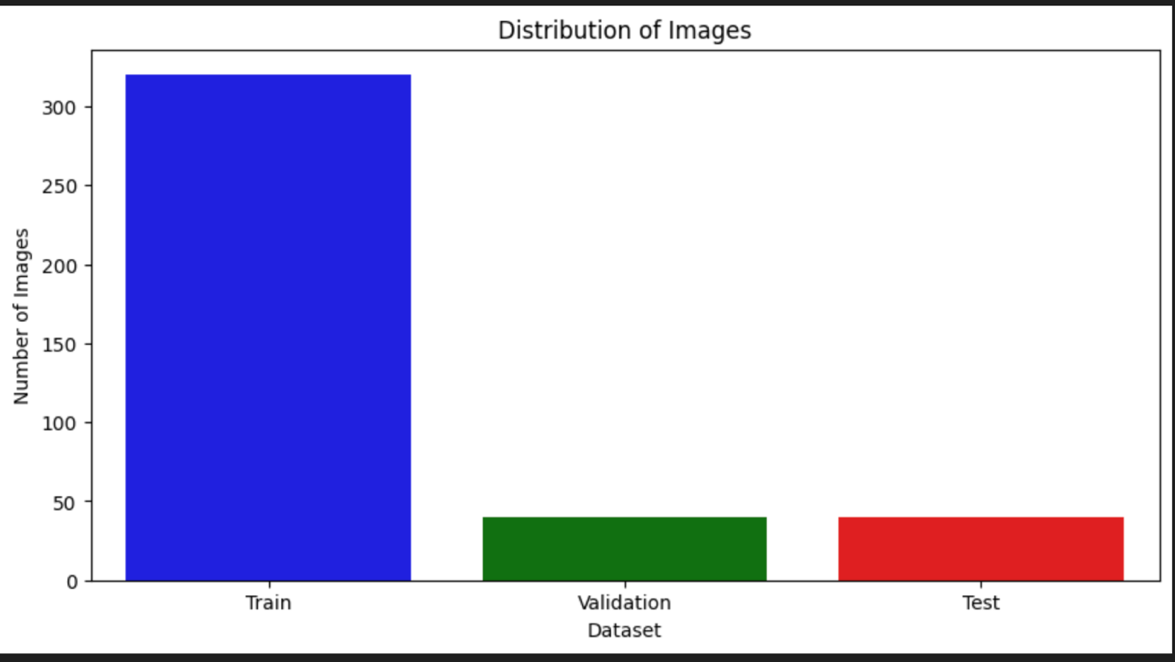 Distribution of Images
Number of Images
300
250
200
150
100
50
0
Train Validation Test
Dataset